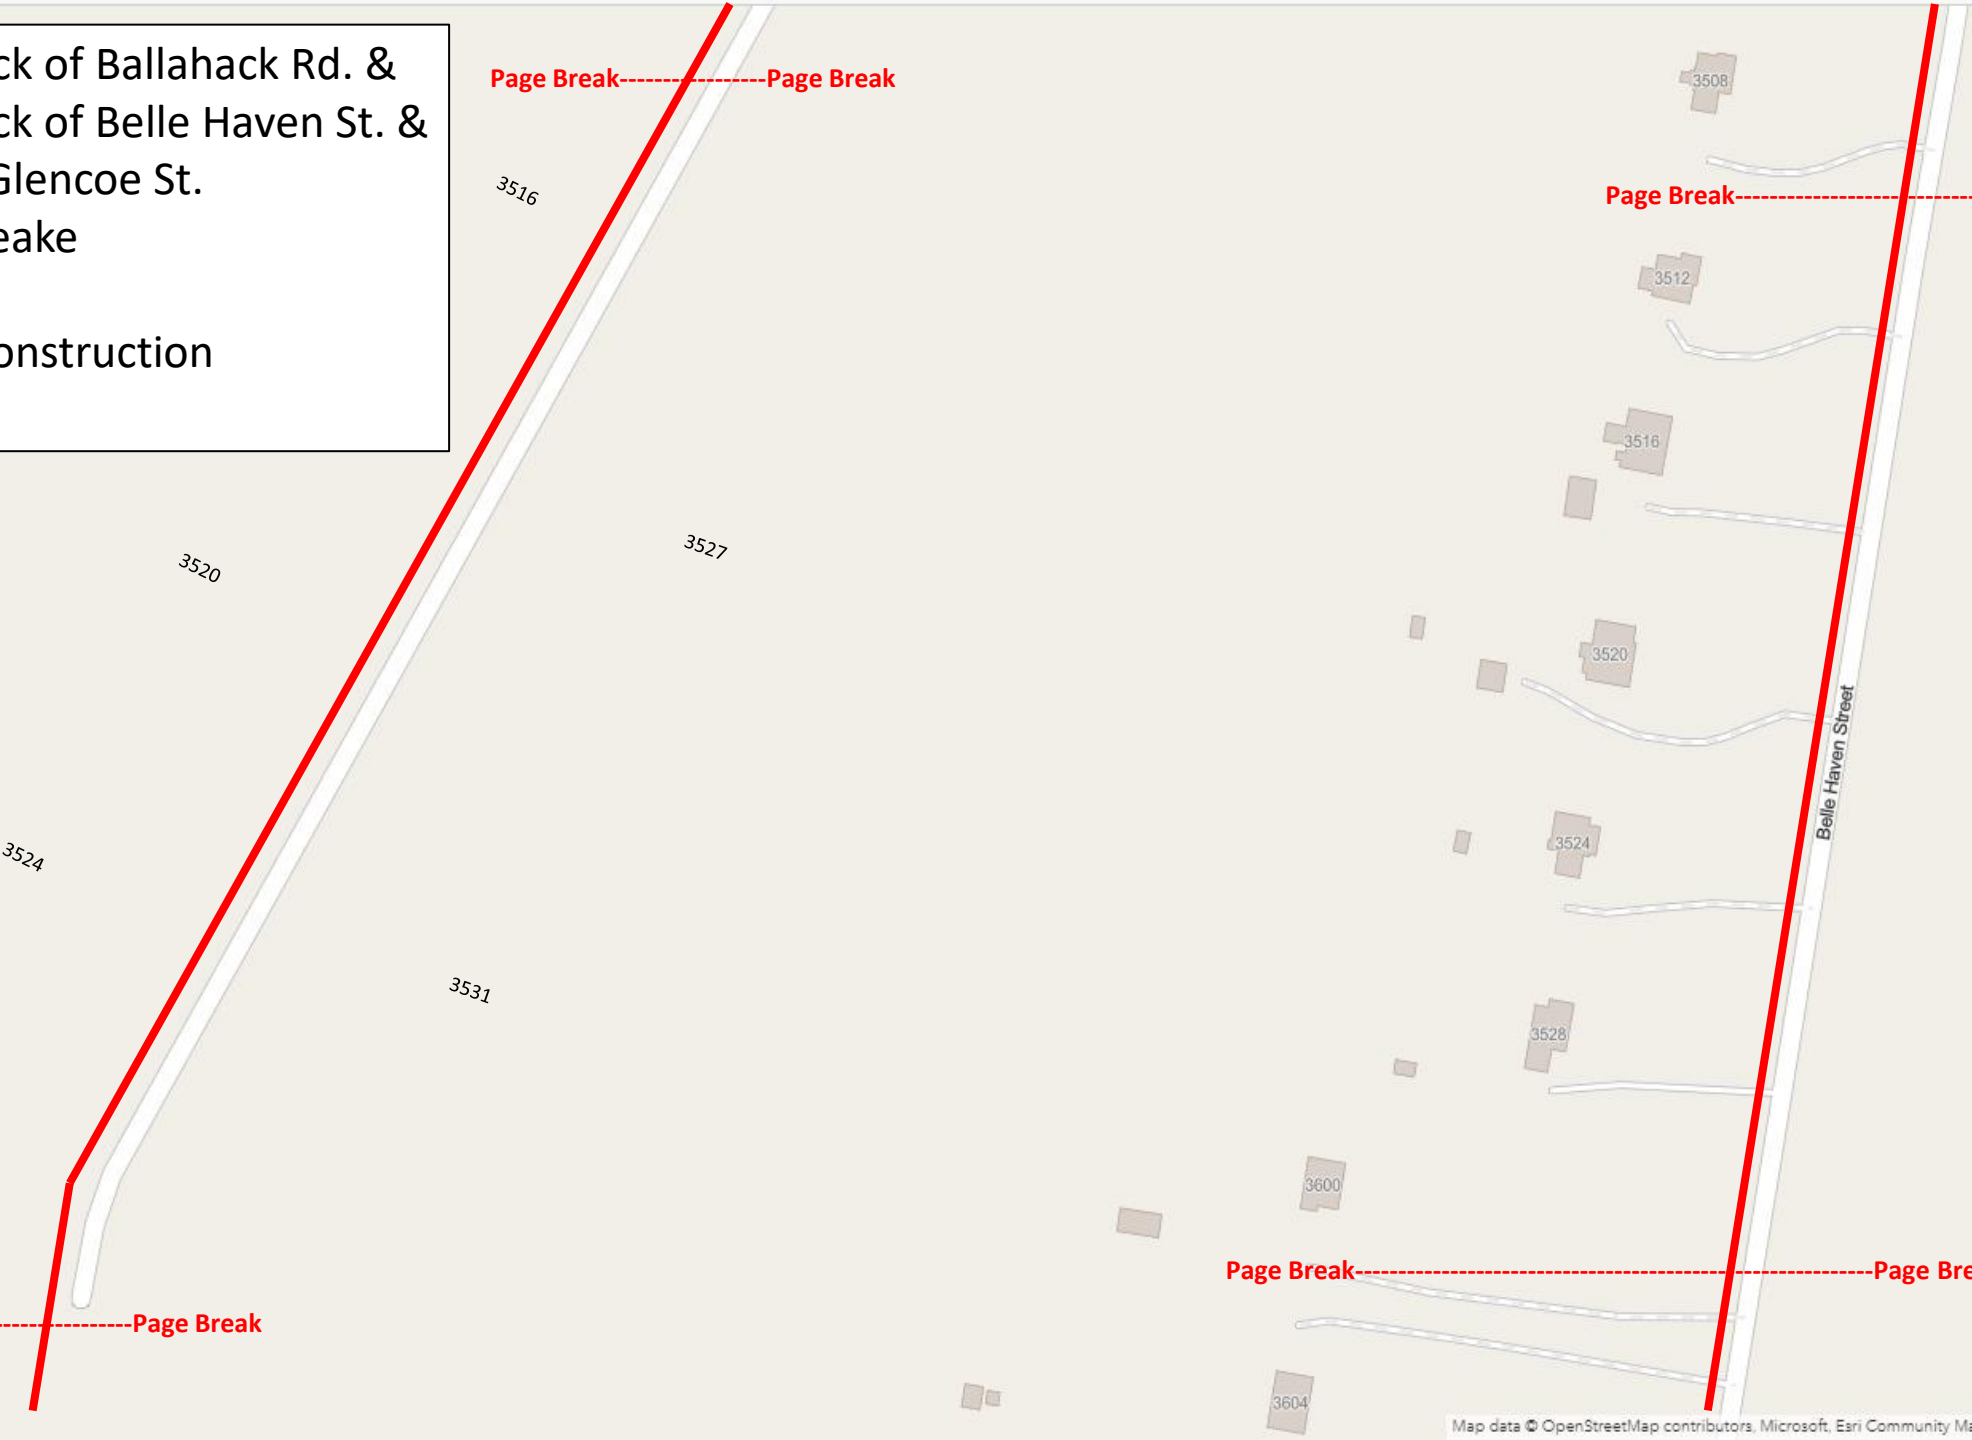 ck of Ballahack Rd. &
ck of Belle Haven St. &
Glencoe St.
eake
onstruction
Page Break-------------------Page Break
3508
3516
Page Break
3512
3516
3527
3520
3520
Belle Haven Street
3524
3524
3531
3528
3600
Page Break
Page Bre
Page Break
3604
Map data © OpenStreetMap contributors, Microsoft, Esri Community Ma